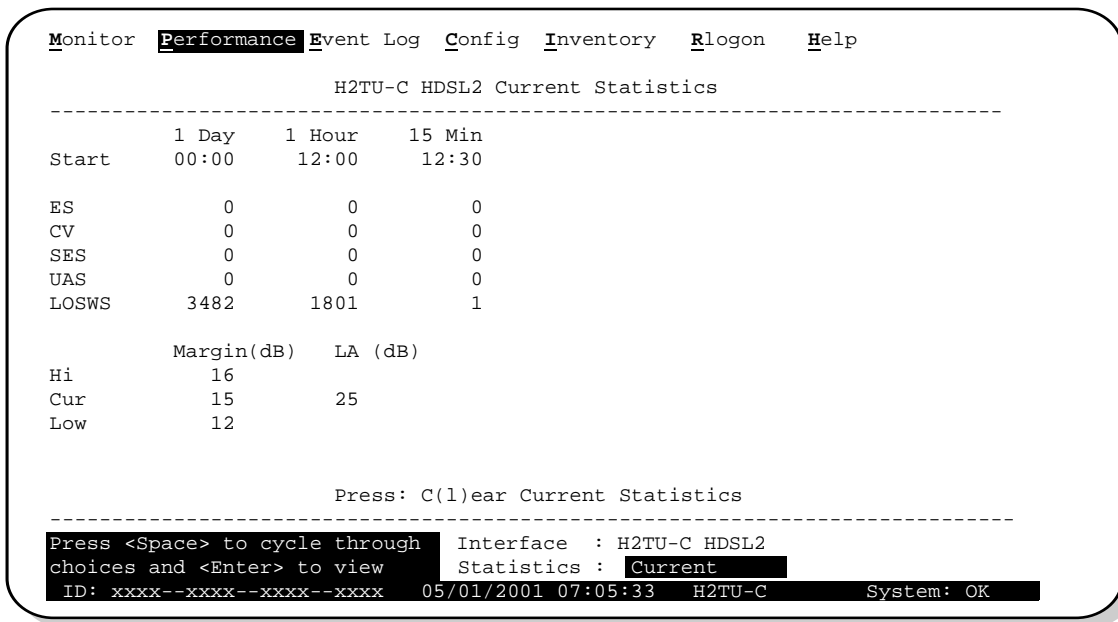 Monitor Performance Event Log Config Inventory Rlogon Help
H2TU-C HDSL2 Current Statistics
--------------------------------------------------------------------------------
1 Day 1 Hour 15 Min
Start 00:00 12:00 12:30
ES 0 0 0
CV 0 0 0
SES 0 0 0
UAS 0 0 0
LOSWS 3482 1801 1
Margin(dB) LA (dB)
Hi 16
Cur 15 25
Low 12
Press: C(l)ear Current Statistics
--------------------------------------------------------------------------------
Press <Space> to cycle through Interface : H2TU-C HDSL2
choices and <Enter> to view Statistics : Current
ID: xxxx--xxxx--xxxx--xxxx 05/01/2001 07:05:33 H2TU-C System: OK